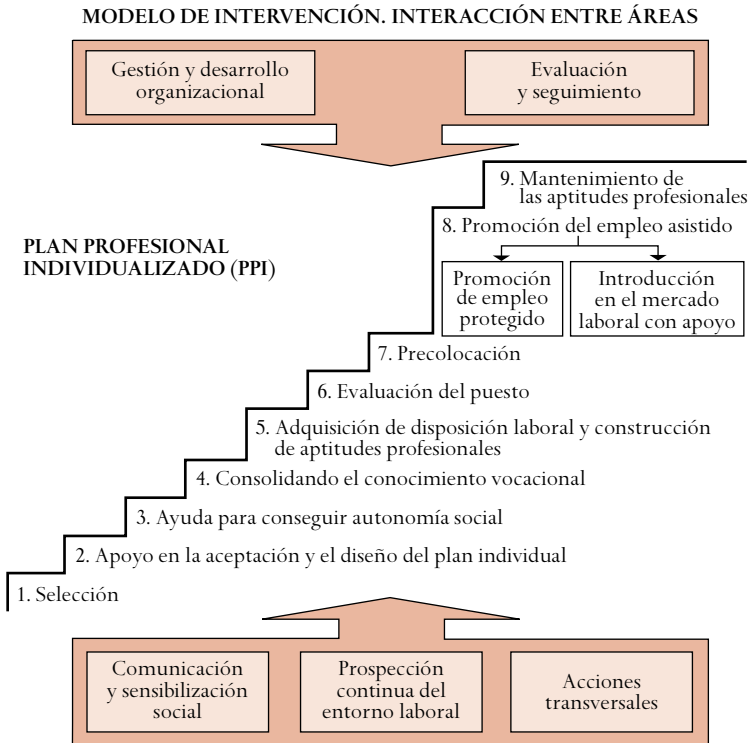 MODELO DE INTERVENCIÓN. INTERACCIÓN ENTRE ÁREAS
Gestión y desarrollo
organizacional
Evaluación
y seguimiento
9. Mantenimiento de
las aptitudes profesionales
8. Promoción del empleo asistido
PLAN PROFESIONAL
INDIVIDUALIZADO (PPI)
Promoción
de empleo
protegido
Introducción
en el mercado
laboral con apoyo
7. Precolocación
6. Evaluación del puesto
5. Adquisición de disposición laboral y construcción
de aptitudes profesionales
4. Consolidando el conocimiento vocacional
3. Ayuda para conseguir autonomía social
2. Apoyo en la aceptación y el diseño del plan individual
1. Selección
Comunicación
y sensibilización
social
Prospección
continua del
entorno laboral
Acciones
transversales